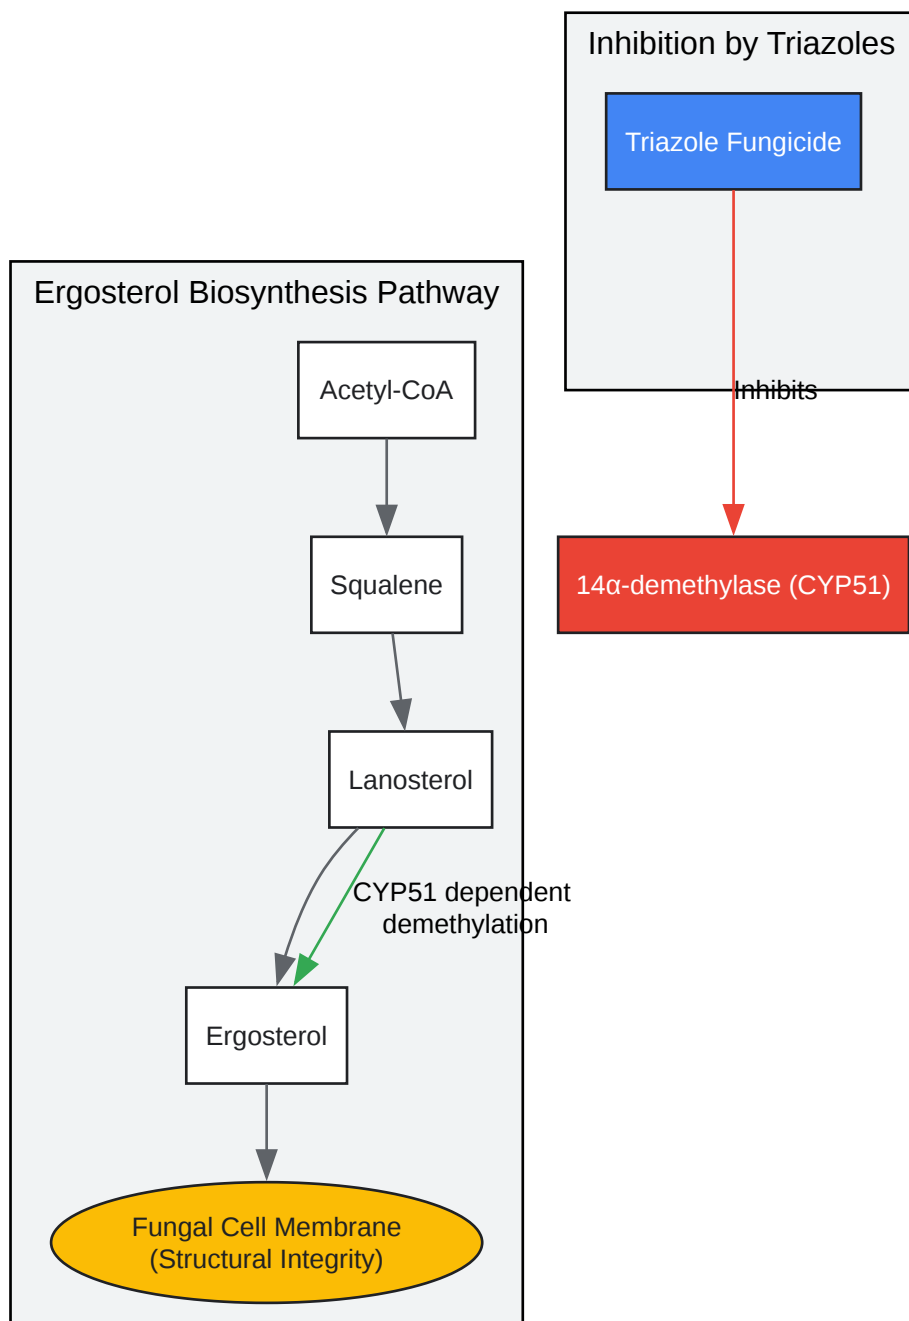 Inhibition by Triazoles
Triazole Fungicide
Inhibits
14α-demethylase (CYP51)
Ergosterol Biosynthesis Pathway
Acetyl-CoA
Squalene
Lanosterol
CYP51 dependent
demethylation
Ergosterol
Fungal Cell Membrane
(Structural Integrity)